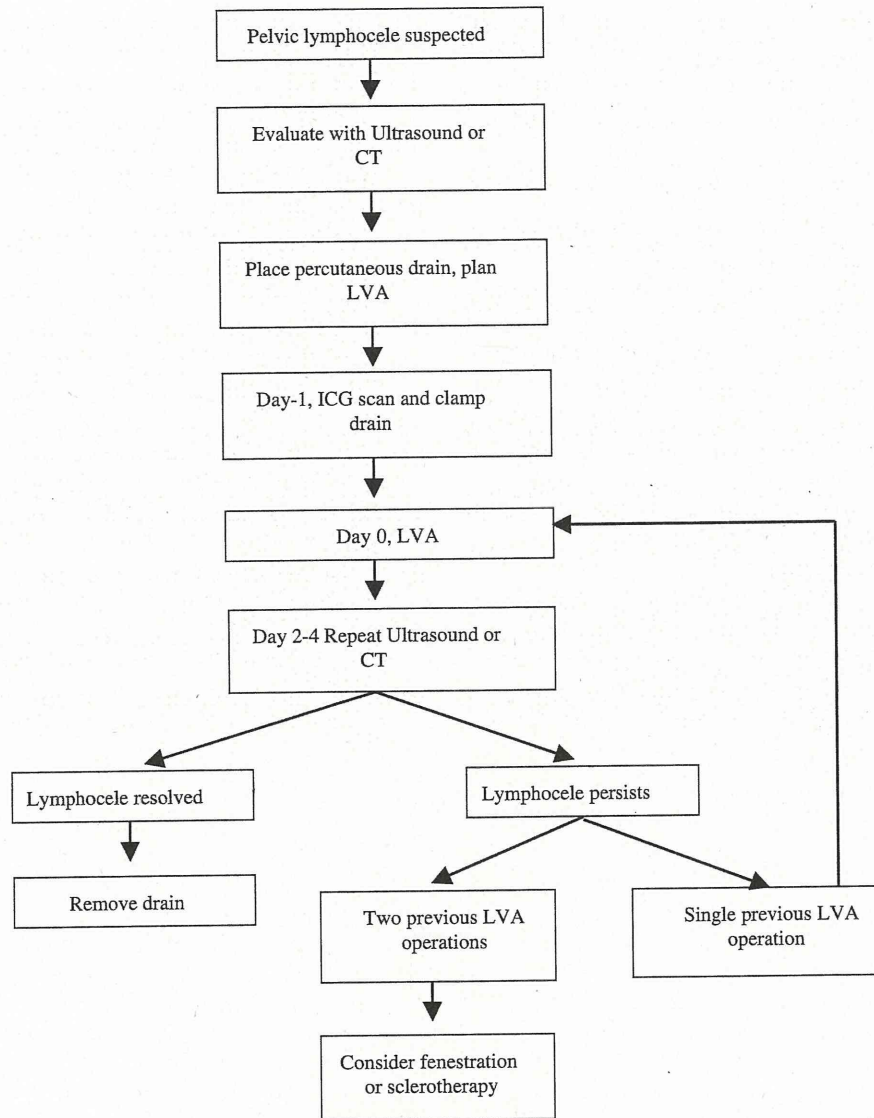 Pelvic lymphocele suspected
Evaluate with Ultrasound or
CT
Place percutaneous drain, plan
LVA
Day-1, ICG scan and clamp
drain
Day 0, LVA
Day 2-4 Repeat Ultrasound or
CT
Lymphocele resolved
Lymphocele persists
Remove drain
Two previous LVA
operations
Single previous LVA
operation
Consider fenestration
or sclerotherapy